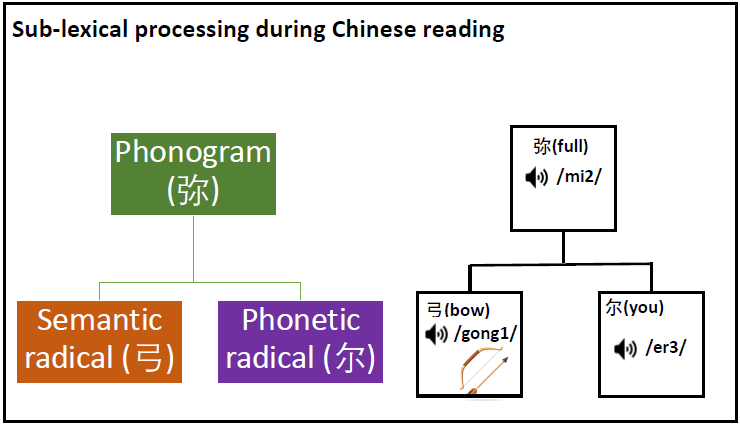 Sub-lexical processing during Chinese reading
Phonogram
(弥)
Semantic
radical (弓)
Phonetic
radical (尔)
弥(full)
/mi2/
弓(bow)
/gong1/
尔(you)
/er3/